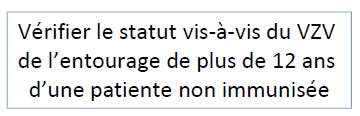 Vérifier le statut vis-à-vis du VZV
de l’entourage de plus de 12 ans
d’une patiente non immunisée